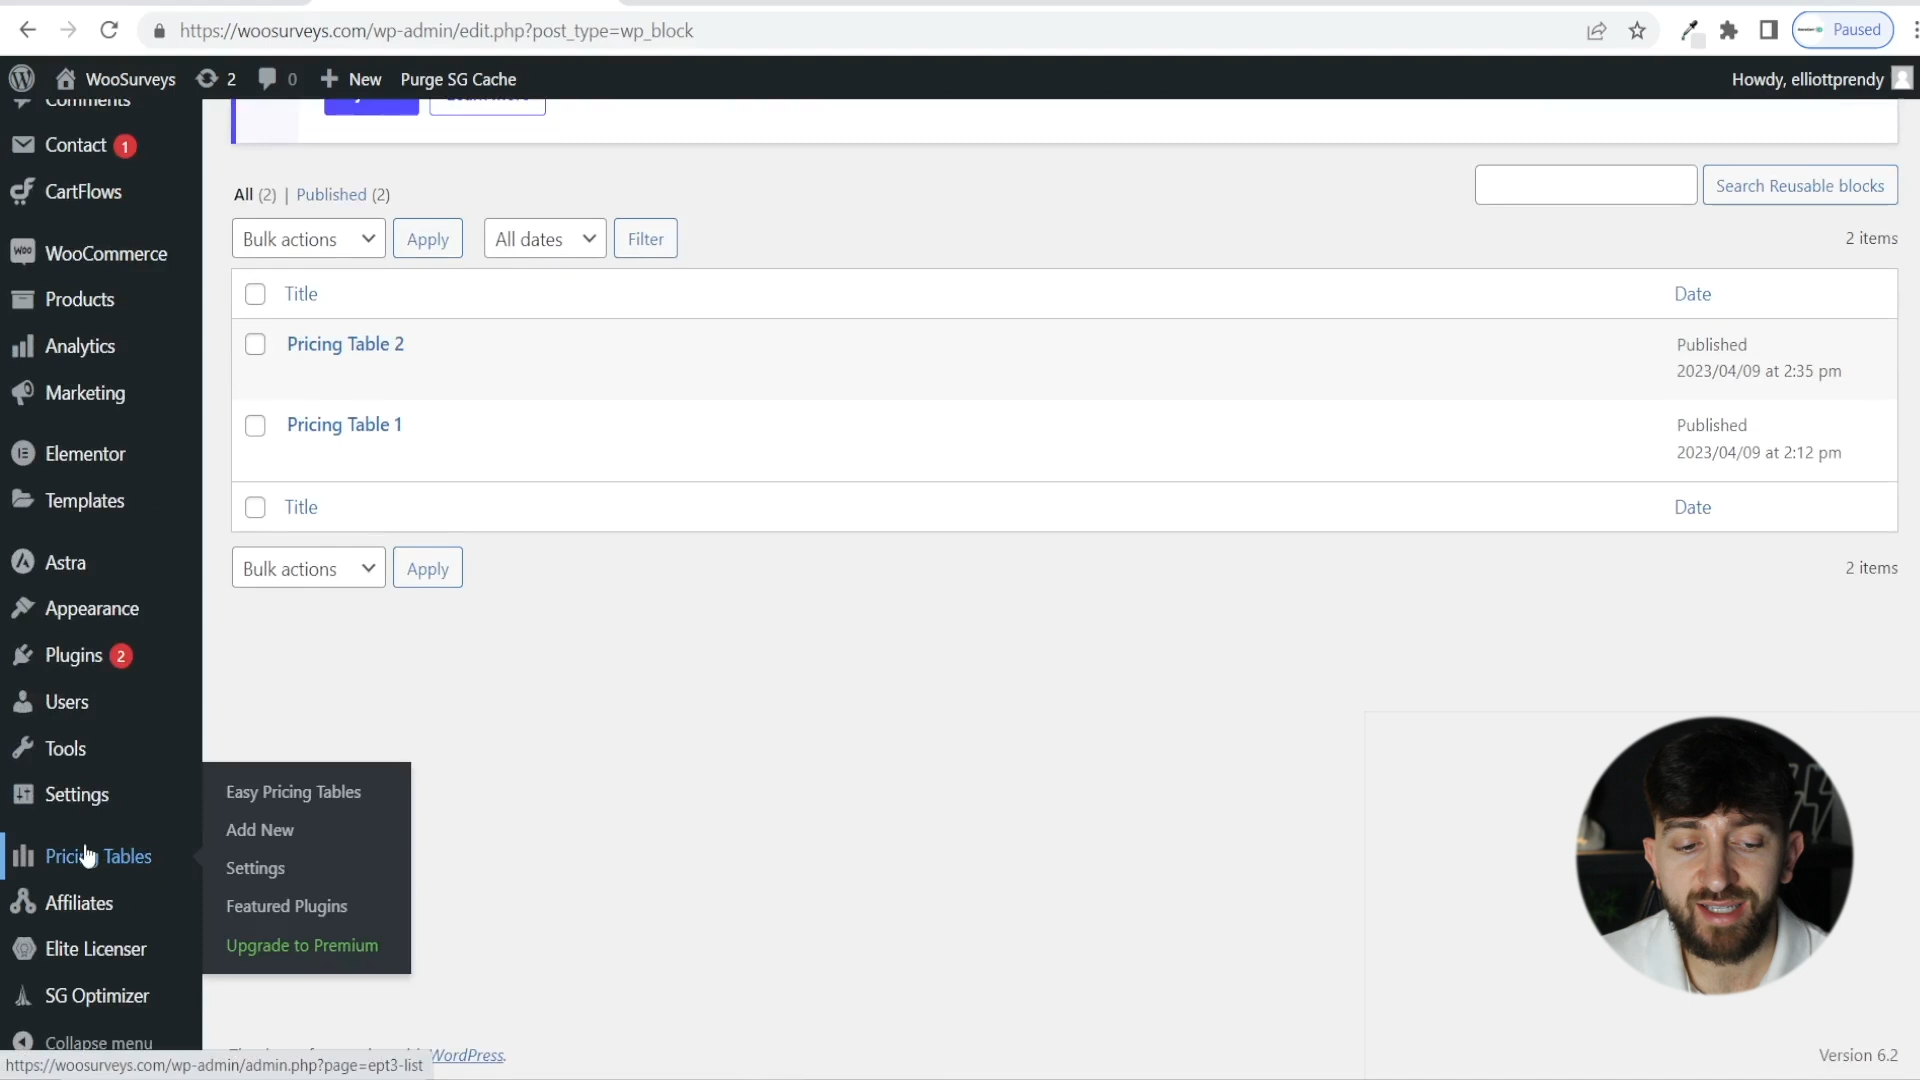 https://woosurveys.com/wp-admin/edit.php?post_type=wp_block
Paused
WooSurveys 2 0 New Purge SG Cache
Howdy, elliottprendy
Comments
Contact 1
CartFlows
WooCommerce
Products
Analytics
Marketing
Elementor
Templates
Astra
Appearance
Plugins 2
Users
Tools
Settings
Pricing Tables
Affiliates
Elite Licenser
SG Optimizer
Collapse menu
Easy Pricing Tables
Add New
Settings
Featured Plugins
Upgrade to Premium
All (2) | Published (2)
Search Reusable blocks
Bulk actions Apply All dates Filter
2 items
Title Date
Pricing Table 2 Published
2023/04/09 at 2:35 pm
Pricing Table 1 Published
2023/04/09 at 2:12 pm
Title Date
Bulk actions Apply
2 items
WordPress.
Version 6.2
https://woosurveys.com/wp-admin/admin.php?page=ept3-list